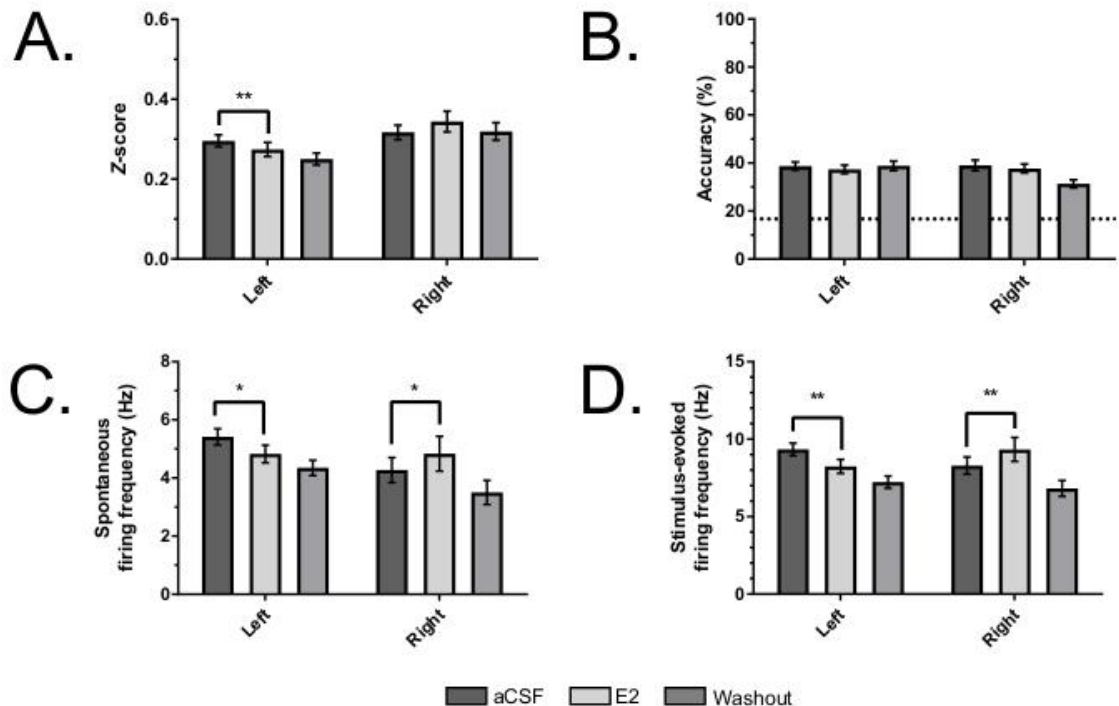 A.
0.6
0.4
0.2
0.0
Z-score
**
Left
Right
B.
100
80
60
40
20
0
Accuracy (%)
Left
Right
C.
8
6
4
2
0
Spontaneous
firing frequency (Hz)
*
*
Left
Right
D.
15
10
5
0
Stimulus-evoked
firing frequency (Hz)
**
**
Left
Right
aCSF E2 Washout